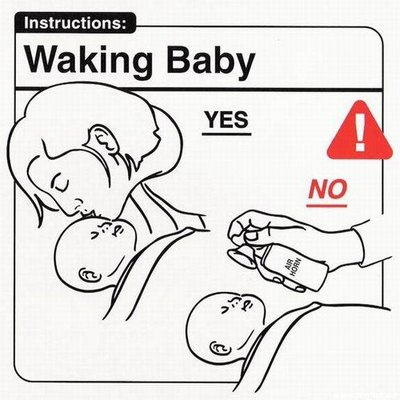 Instructions:
Waking Baby
YES
!
NO
AIR
HORN